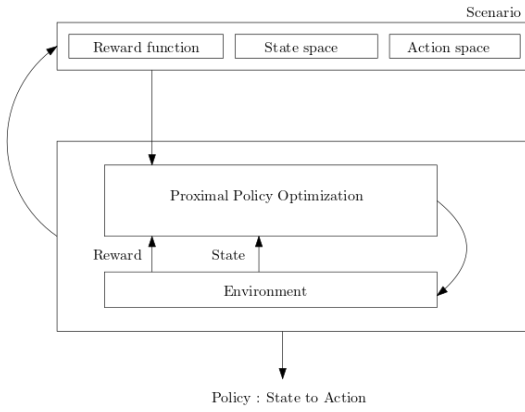 Scenario
Reward function
State space
Action space
Proximal Policy Optimization
Reward
State
Environment
Policy : State to Action